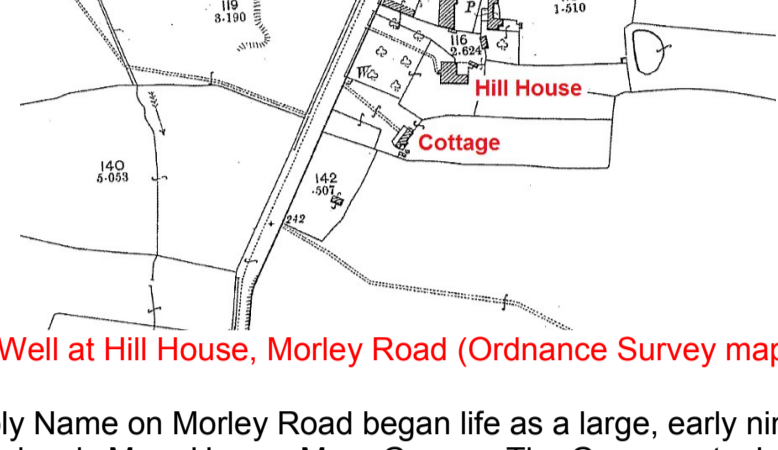 119
3.190
P
1.510
116
2.624
W
Hill House
Cottage
140
5.053
142
.507
242
Well at Hill House, Morley Road (Ordnance Survey map
ly Name on Morley Road began life as a large, early ni